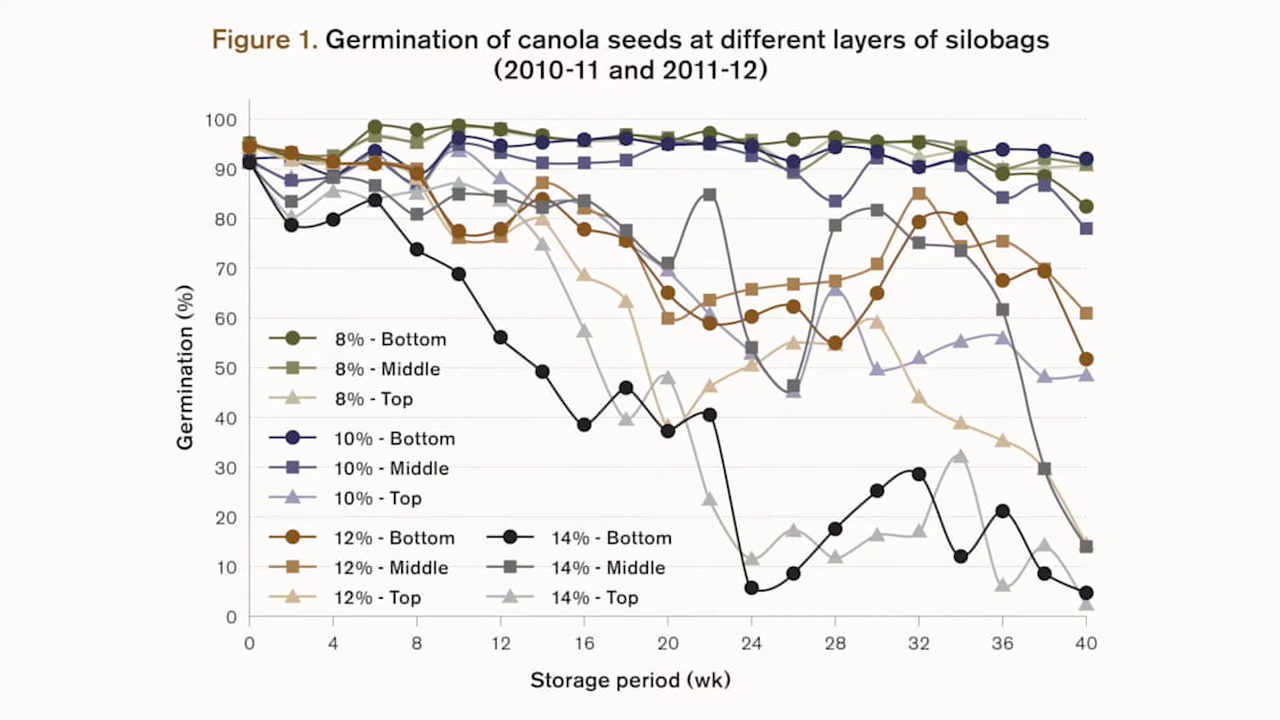 Figure 1. Germination of canola seeds at different layers of silobags
(2010-11 and 2011-12)
Germination (%)
100
90
80
70
60
50
40
30
20
10
0
8% - Bottom
8% - Middle
8% - Top
10% - Bottom
10% - Middle
10% - Top
12% - Bottom
12% - Middle
12% - Top
14% - Bottom
14% - Middle
14% - Top
0 4 8 12 16 20 24 28 32 36 40
Storage period (wk)